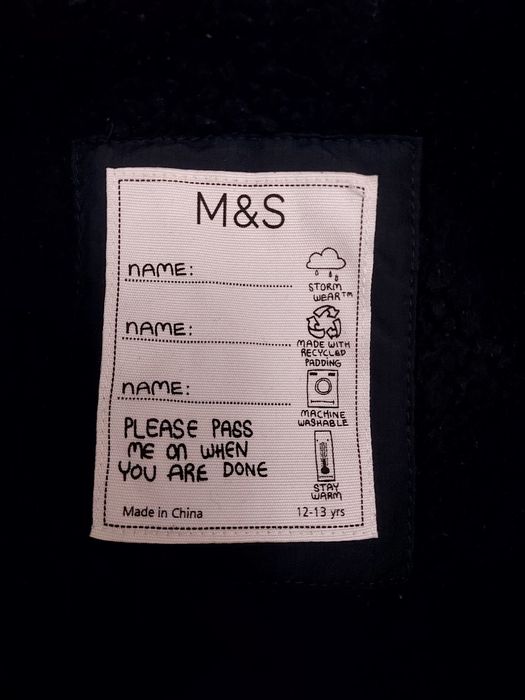 M&S
NAME:
NAME:
NAME:
PLEASE PASS
ME ON WHEN
YOU ARE DONE
Made in China
STORM
WEAR™
MADE WITH
RECYCLED
PADDING
MACHINE
WASHABLE
STAY
WARM
12-13 yrs